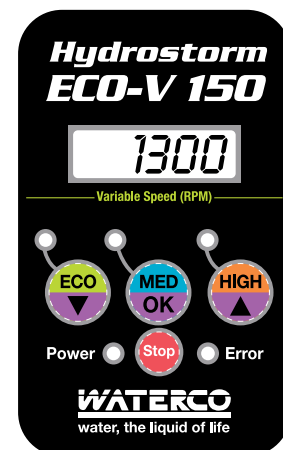 Hydrostorm
ECO-V 150
1300
Variable Speed (RPM)
ECO MED HIGH
OK
Power Stop Error
WATERCO
water, the liquid of life